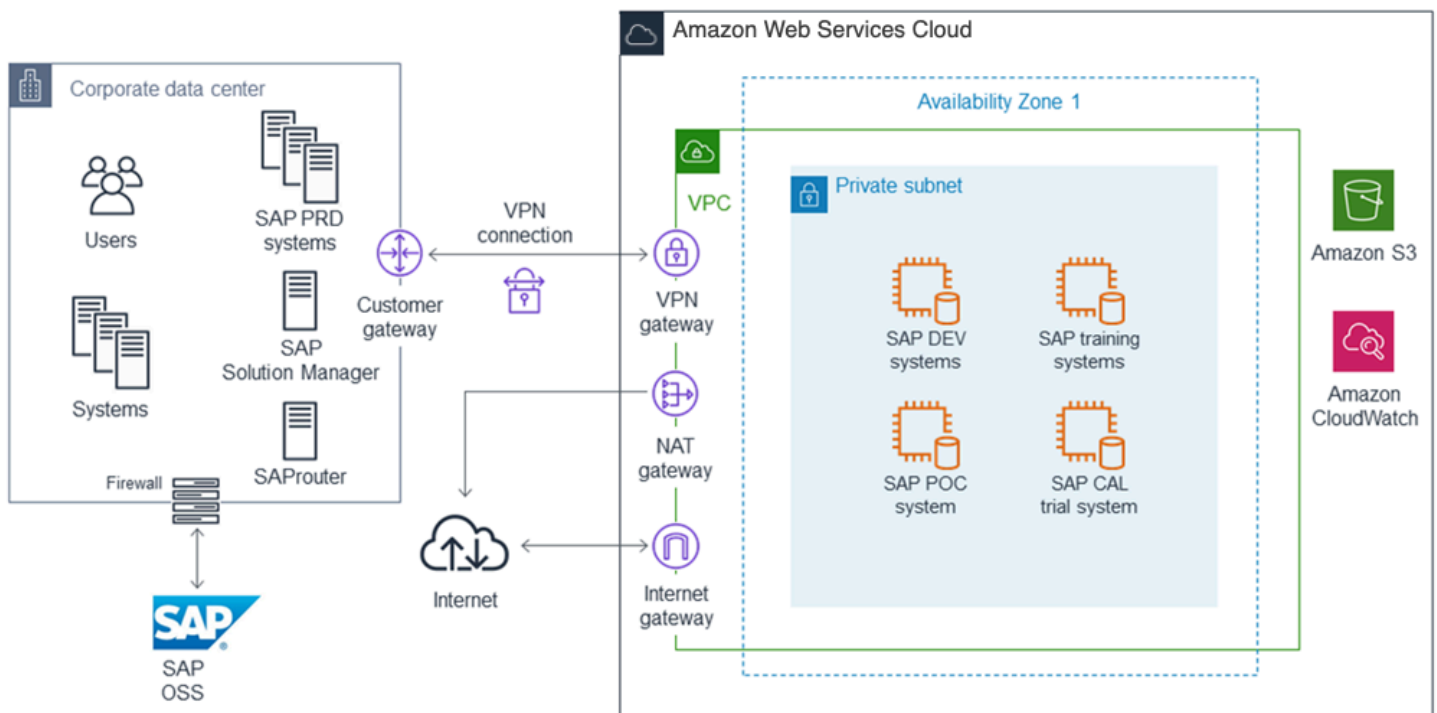 Amazon Web Services Cloud
Corporate data center
Availability Zone 1
Private subnet
VPC
Users
SAP PRD
systems
VPN
connection
Amazon S3
Customer
gateway
VPN
gateway
SAP
Solution Manager
SAP DEV
systems
SAP training
systems
Systems
Amazon
CloudWatch
NAT
gateway
SAProuter
Firewall
SAP POC
system
SAP CAL
trial system
Internet
Internet
gateway
SAP
SAP
OSS